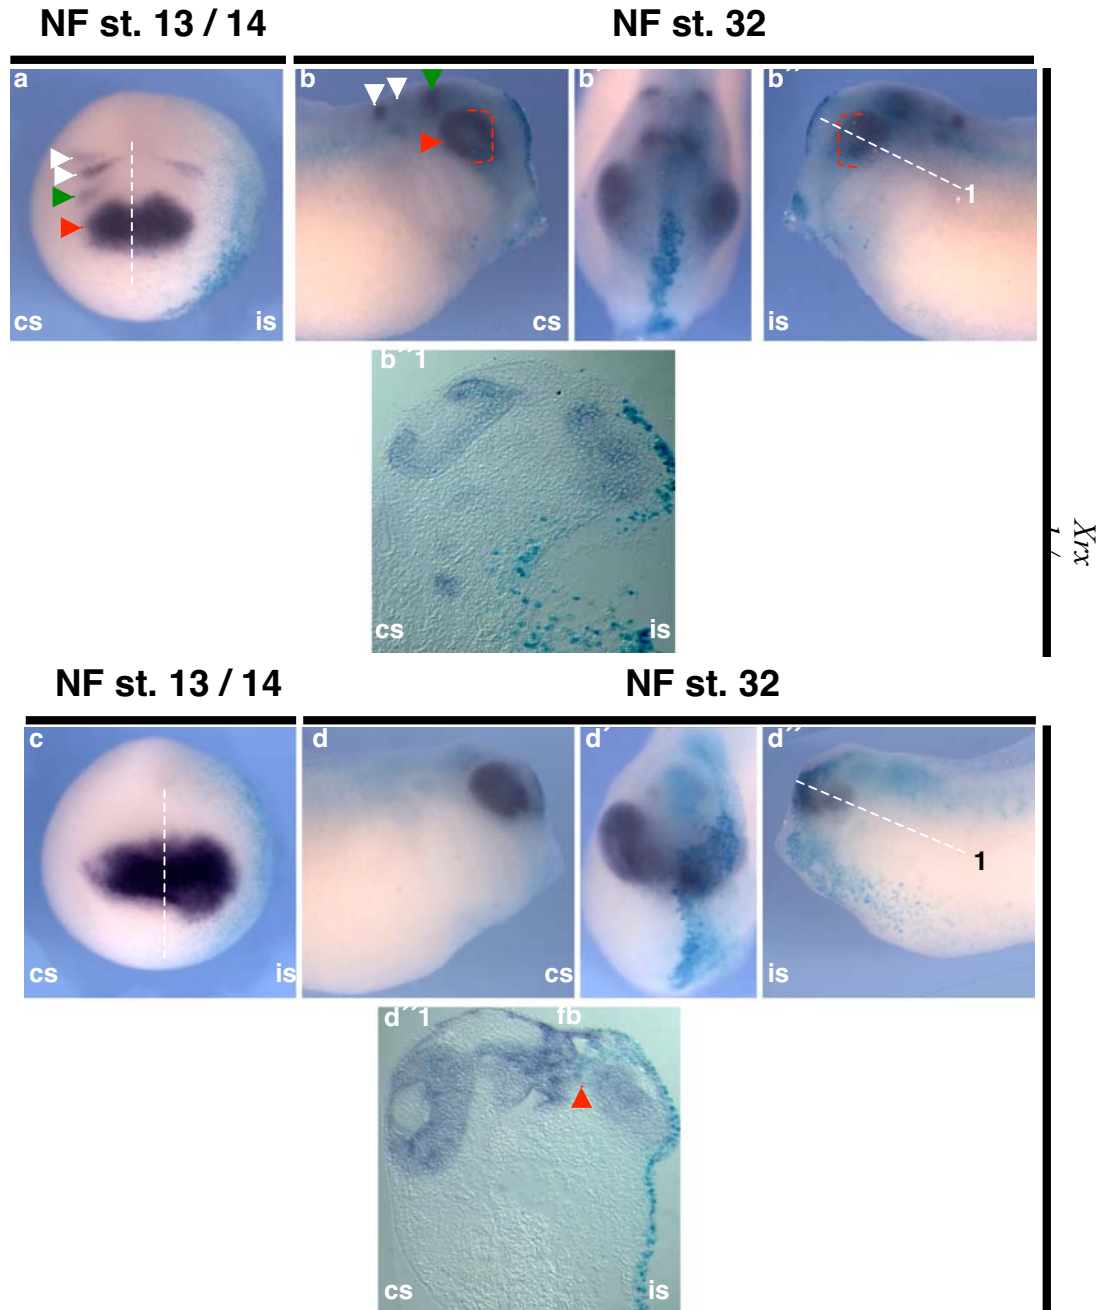 NF st. 13 / 14
NF st. 32
a
b
b´
b´´
1
cs
is
cs
is
b´´1
cs
is
Xrx
NF st. 13 / 14
NF st. 32
c
d
d´
d´´
1
cs
is
cs
is
d´´1
fb
cs
is